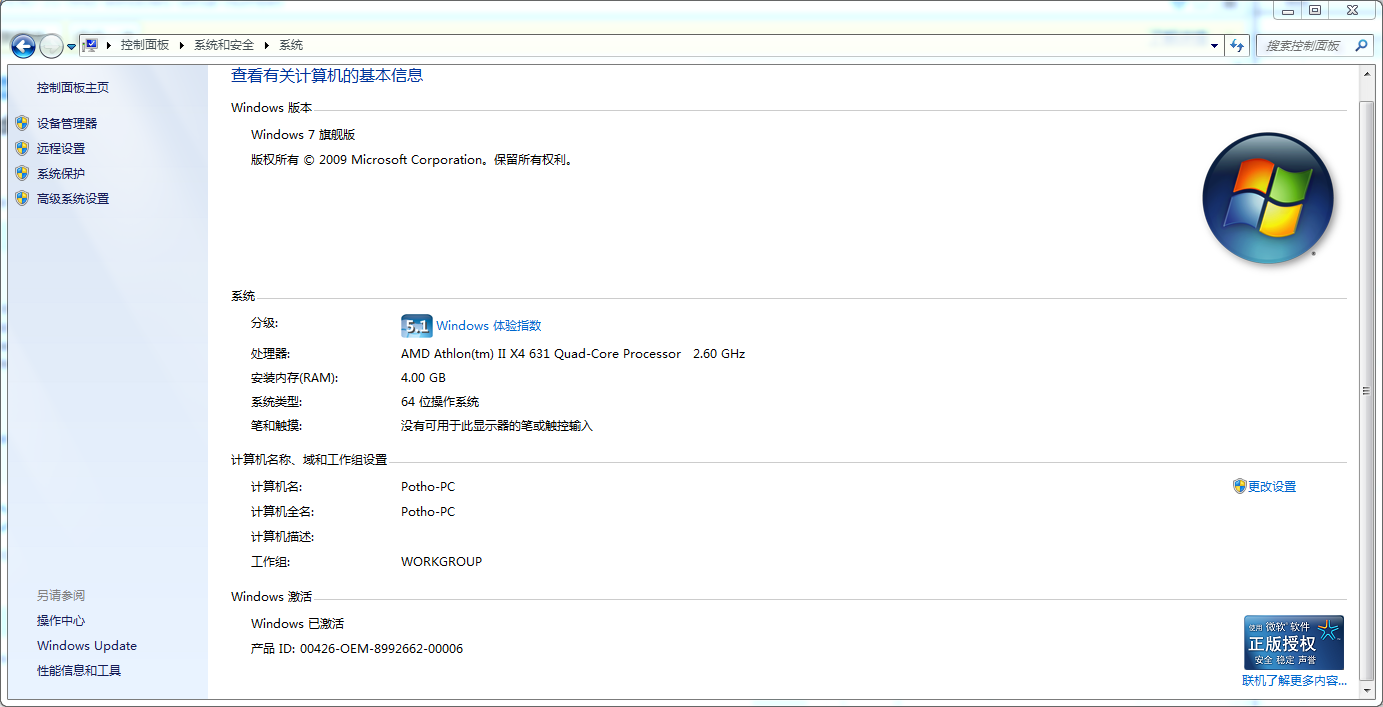 控制面板 系统和安全 系统
搜索控制面板
控制面板主页
设备管理器
远程设置
系统保护
高级系统设置
另请参阅
操作中心
Windows Update
性能信息和工具
查看有关计算机的基本信息
Windows 版本
Windows 7 旗舰版
版权所有 © 2009 Microsoft Corporation。保留所有权利。
系统
分级: 5.1 Windows 体验指数
处理器: AMD Athlon(tm) II X4 631 Quad-Core Processor 2.60 GHz
安装内存(RAM): 4.00 GB
系统类型: 64 位操作系统
笔和触摸: 没有可用于此显示器的笔或触控输入
计算机名称、域和工作组设置
计算机名: Potho-PC 更改设置
计算机全名: Potho-PC
计算机描述:
工作组: WORKGROUP
Windows 激活
Windows 已激活
产品 ID: 00426-OEM-8992662-00006
使用 微软® 软件
正版授权
安全 稳定 声誉
联机了解更多内容...